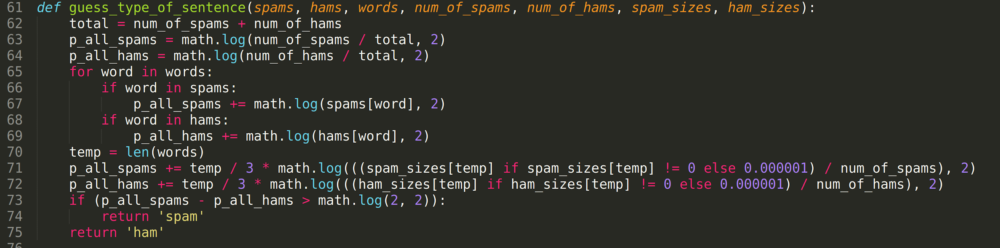 61 def guess_type_of_sentence(spams, hams, words, num_of_spams, num_of_hams, spam_sizes, ham_sizes):
62     total = num_of_spams + num_of_hams
63     p_all_spams = math.log(num_of_spams / total, 2)
64     p_all_hams = math.log(num_of_hams / total, 2)
65     for word in words:
66         if word in spams:
67             p_all_spams += math.log(spams[word], 2)
68         if word in hams:
69             p_all_hams += math.log(hams[word], 2)
70     temp = len(words)
71     p_all_spams += temp / 3 * math.log(((spam_sizes[temp] if spam_sizes[temp] != 0 else 0.000001) / num_of_spams), 2)
72     p_all_hams += temp / 3 * math.log(((ham_sizes[temp] if ham_sizes[temp] != 0 else 0.000001) / num_of_hams), 2)
73     if (p_all_spams - p_all_hams > math.log(2, 2)):
74         return 'spam'
75     return 'ham'
76